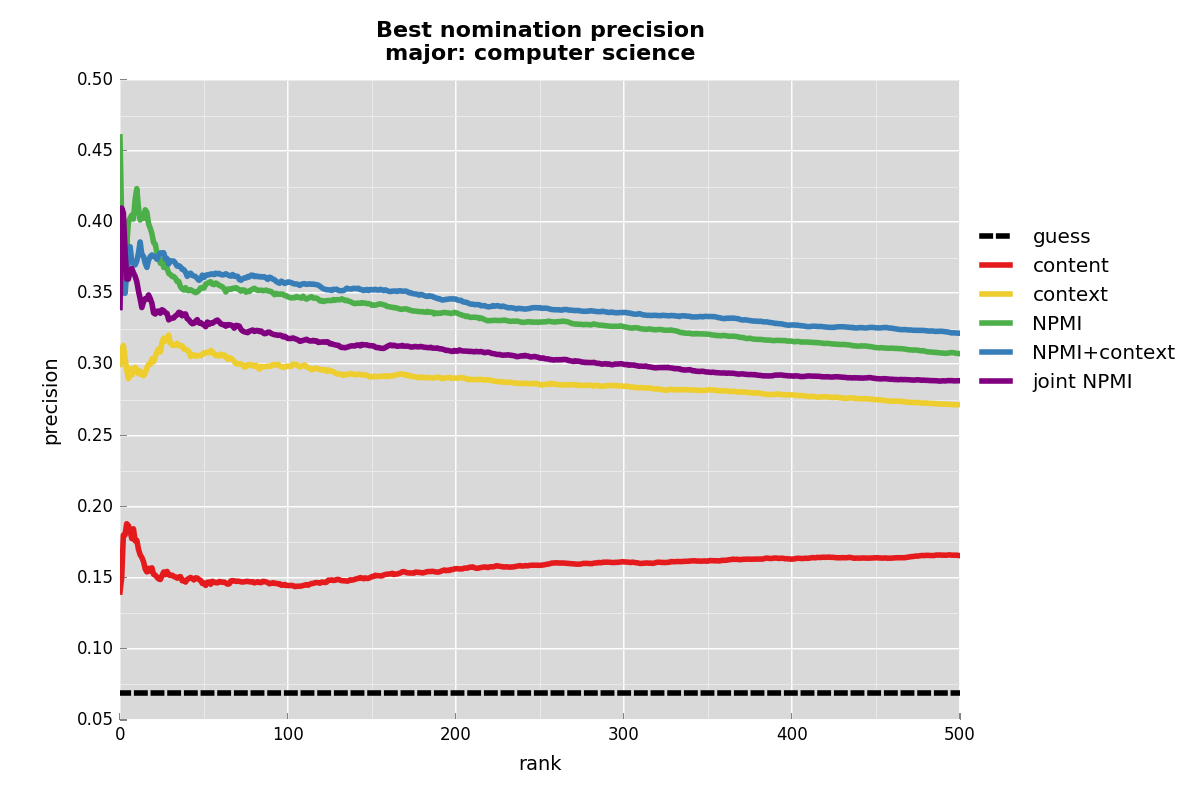 Best nomination precision
major: computer science
0.50
0.45
0.40
0.35
0.30
0.25
0.20
0.15
0.10
0.05
precision
0
100
200
300
400
500
rank
guess
content
context
NPMI
NPMI+context
joint NPMI